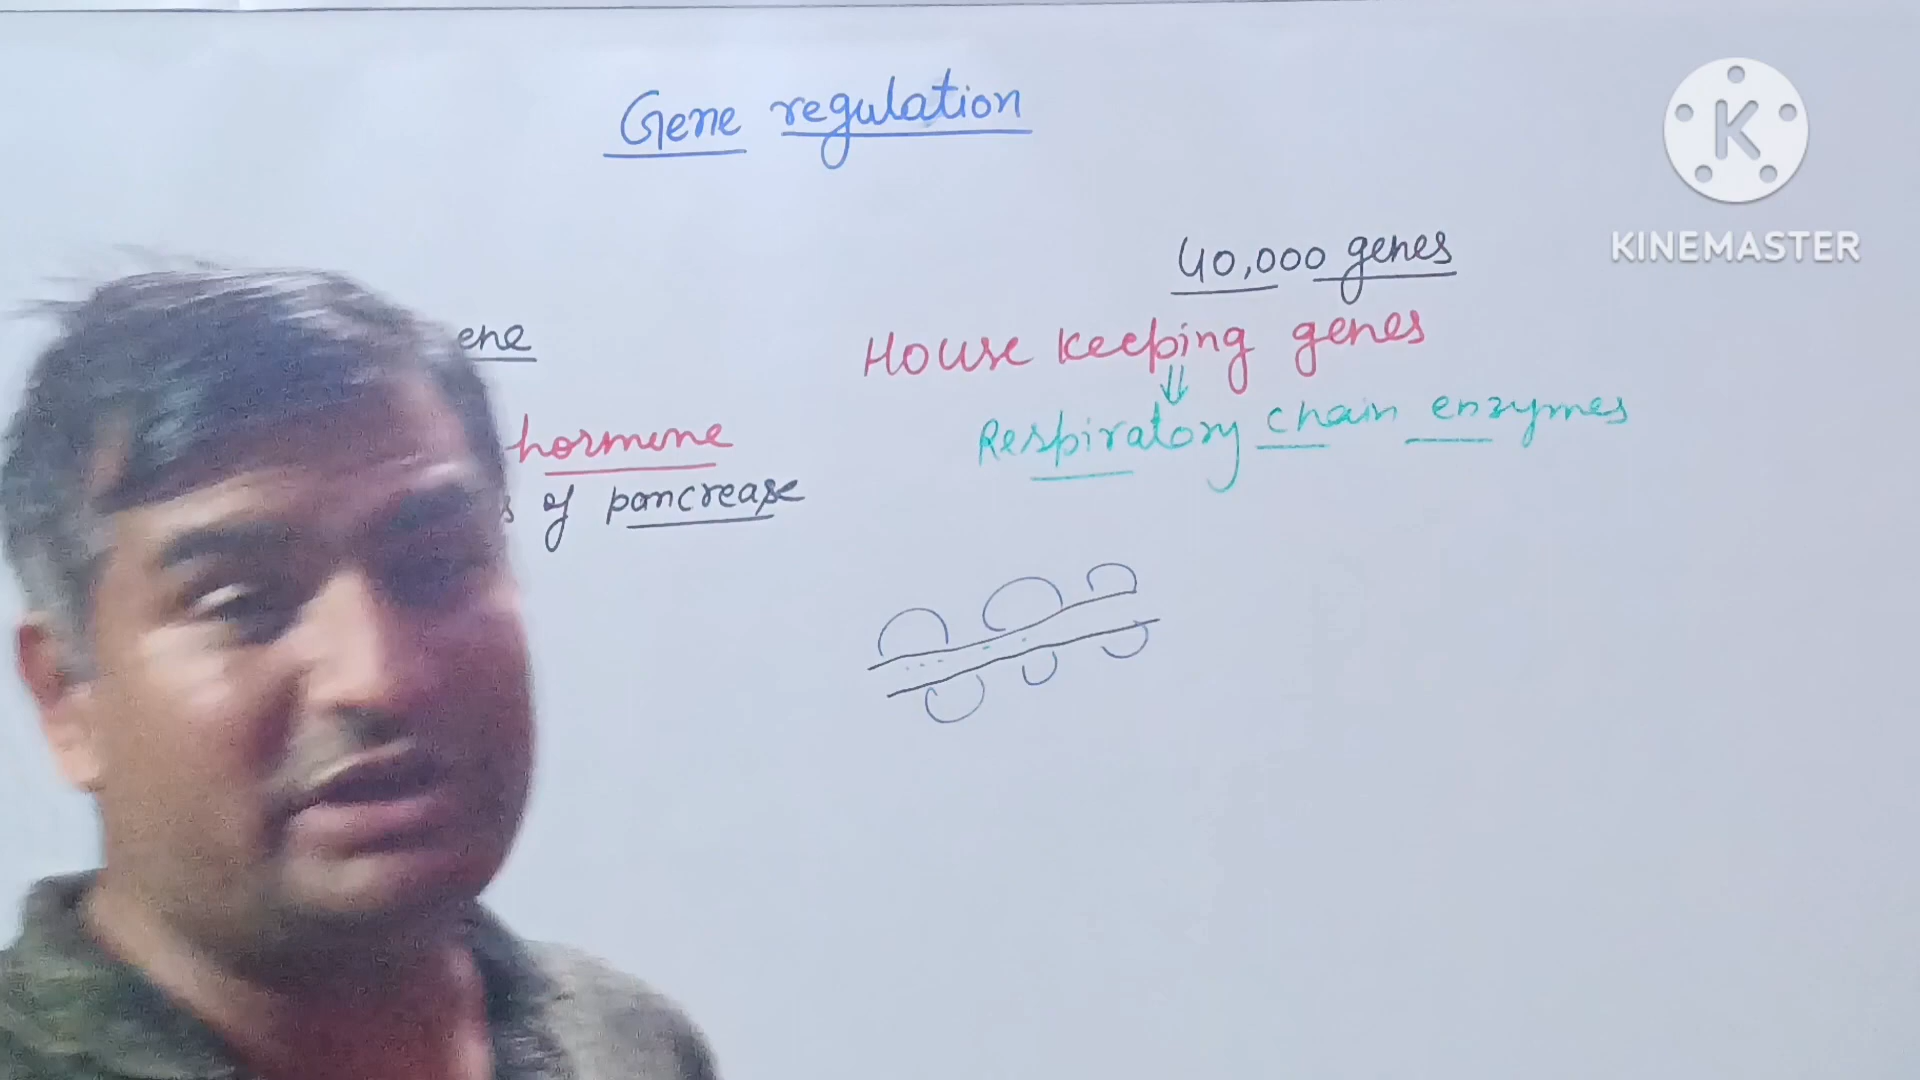 Gene regulation
40,000 genes
House keeping genes
Respiratory chain enzymes
ene
hormone
s of pancrease
K
KINEMASTER